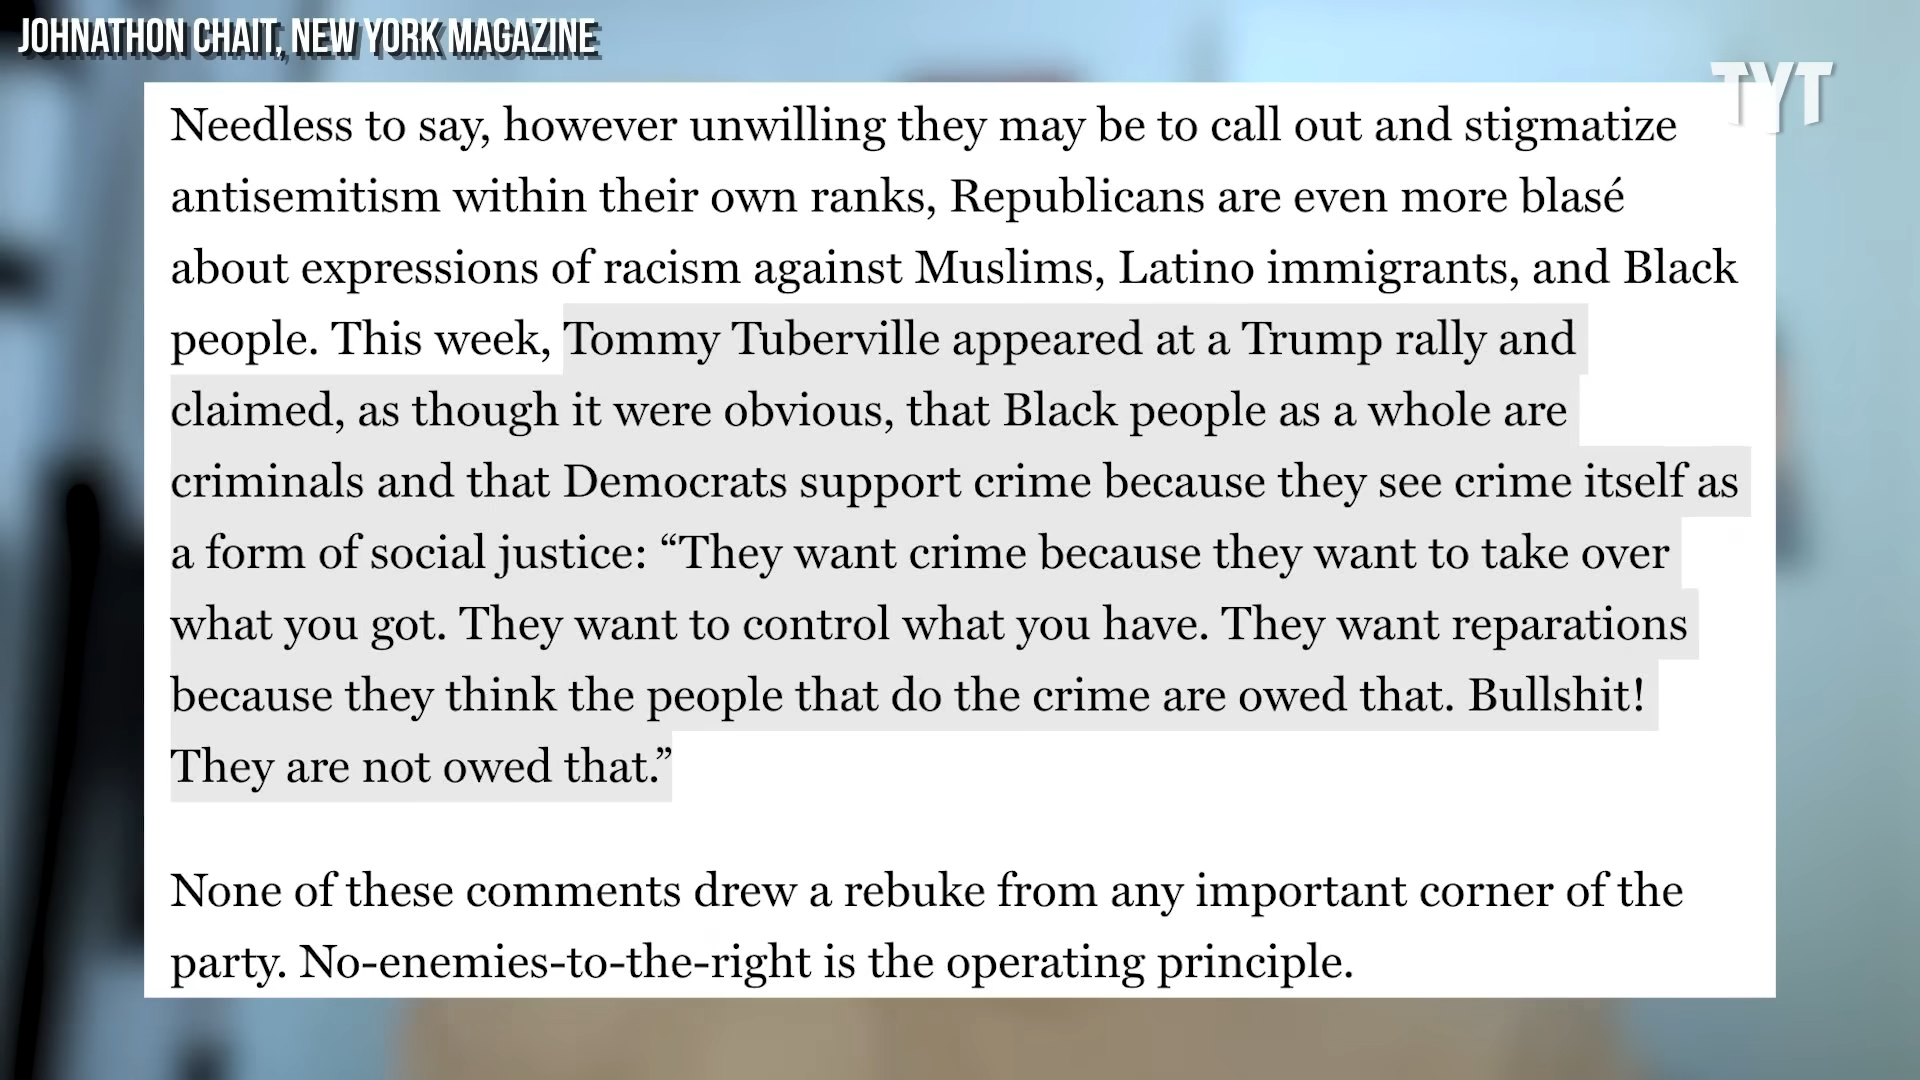 JOHNATHON CHAIT, NEW YORK MAGAZINE
TYT
Needless to say, however unwilling they may be to call out and stigmatize
antisemitism within their own ranks, Republicans are even more blasé
about expressions of racism against Muslims, Latino immigrants, and Black
people. This week, Tommy Tuberville appeared at a Trump rally and
claimed, as though it were obvious, that Black people as a whole are
criminals and that Democrats support crime because they see crime itself as
a form of social justice: “They want crime because they want to take over
what you got. They want to control what you have. They want reparations
because they think the people that do the crime are owed that. Bullshit!
They are not owed that.”
None of these comments drew a rebuke from any important corner of the
party. No-enemies-to-the-right is the operating principle.